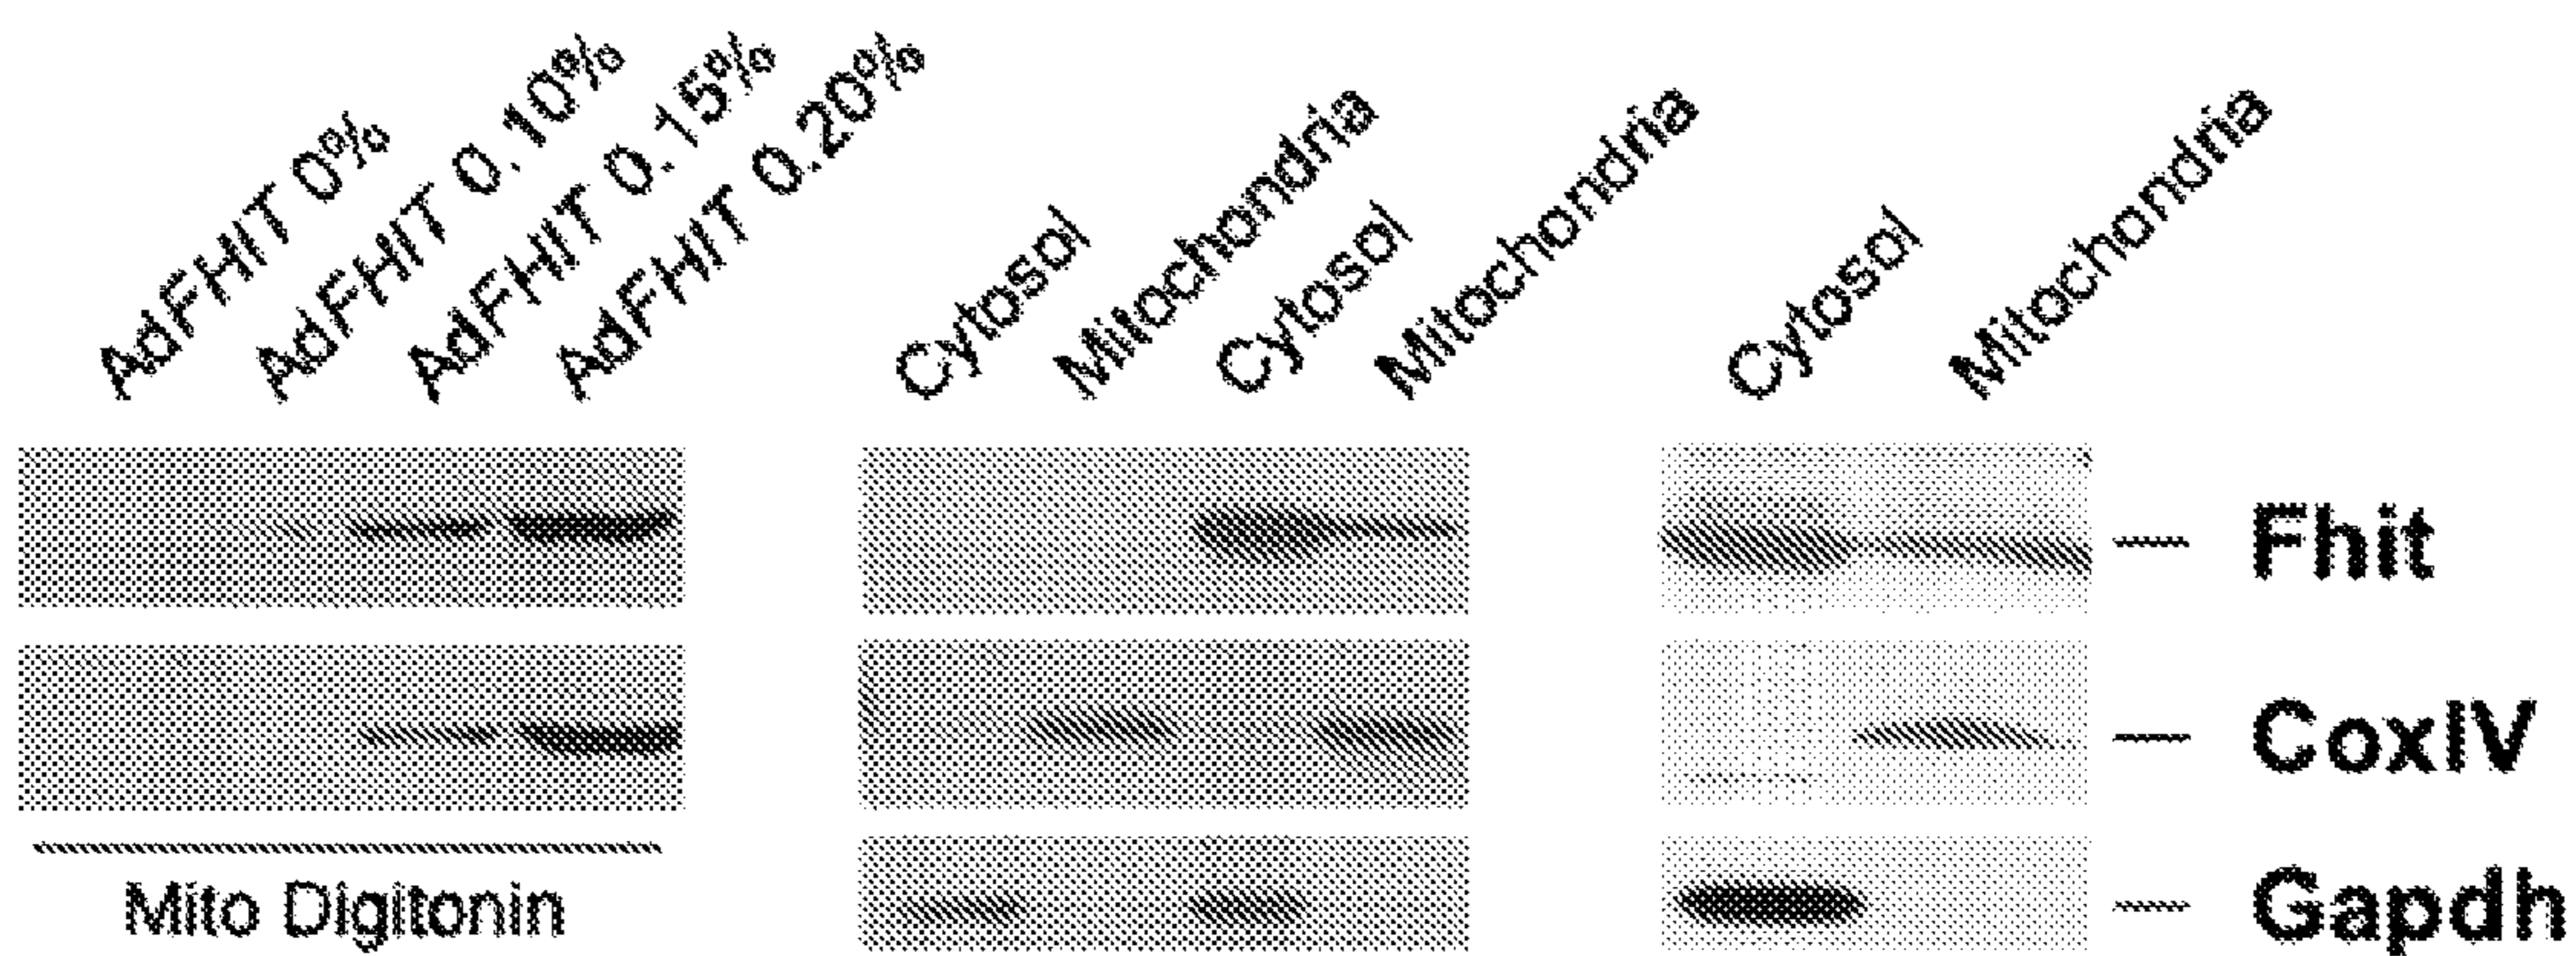 AdFHIT 0%
AdFHIT 0.10%
AdFHIT 0.15%
AdFHIT 0.20%
Cytosol
Mitochondria
Cytosol
Mitochondria
Cytosol
Mitochondria
Fhit
CoxIV
Gapdh
Mito Digitonin